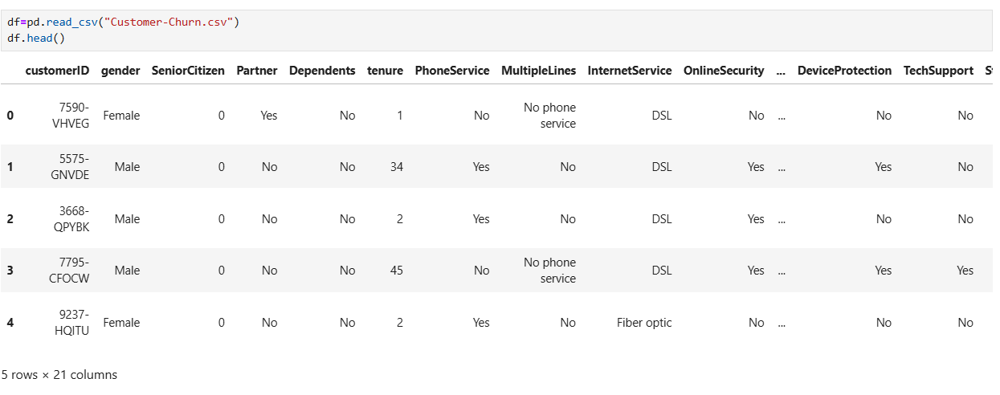 df=pd.read_csv("Customer-Churn.csv")
df.head()
customerID gender SeniorCitizen Partner Dependents tenure PhoneService MultipleLines InternetService OnlineSecurity ... DeviceProtection TechSupport
0 7590-VHVEG Female 0 Yes No 1 No No phone service DSL No ... No No
1 5575-GNVDE Male 0 No No 34 Yes No DSL Yes ... Yes No
2 3668-QPYBK Male 0 No No 2 Yes No DSL Yes ... No No
3 7795-CFOCW Male 0 No No 45 No No phone service DSL Yes ... Yes Yes
4 9237-HQITU Female 0 No No 2 Yes No Fiber optic No ... No No
5 rows × 21 columns